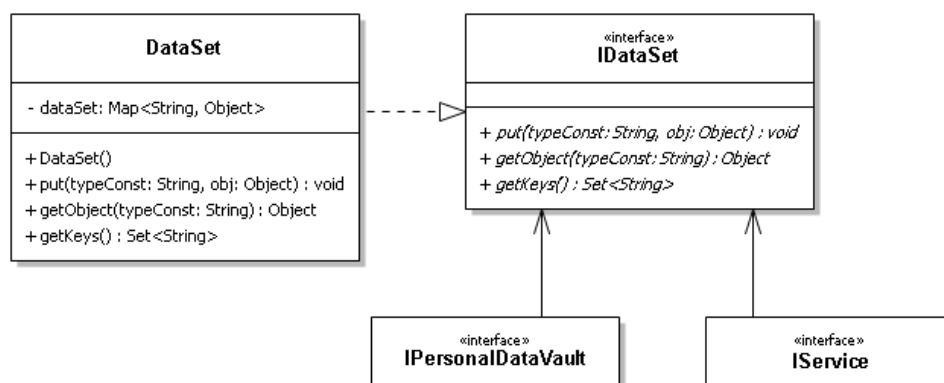 DataSet
- dataSet: Map<String, Object>
+ DataSet()
+ put(typeConst: String, obj: Object) : void
+ getObject(typeConst: String) : Object
+ getKeys() : Set<String>
«interface»
IDataSet
+ put(typeConst: String, obj: Object) : void
+ getObject(typeConst: String) : Object
+ getKeys() : Set<String>
«interface»
IPersonalDataVault
«interface»
IService